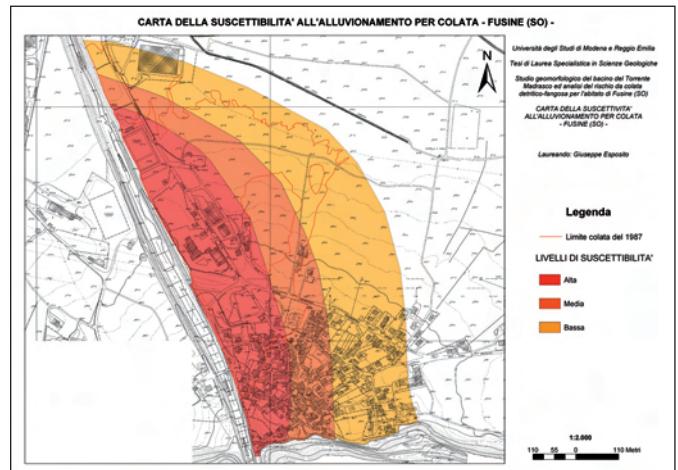 CARTA DELLA SUSCETTIBILITA' ALL'ALLUVIONAMENTO PER COLATA - FUSINE (SO) -
N
Università degli Studi di Modena e Reggio Emilia
Tesi di Laurea Specialistica in Scienze Geologiche
Studio geomorfologico del bacino del Torrente
Madrasco ed analisi del rischio da colata
detritico-fangosa per l'abitato di Fusine (SO)
CARTA DELLA SUSCETTIVITA'
ALL'ALLUVIONAMENTO PER COLATA
- FUSINE (SO) -
Laureando: Giuseppe Esposito
Legenda
Limite colata del 1987
LIVELLI DI SUSCETTIBILITA'
Alta
Media
Bassa
1:2.000
110 55 0 110 Metri